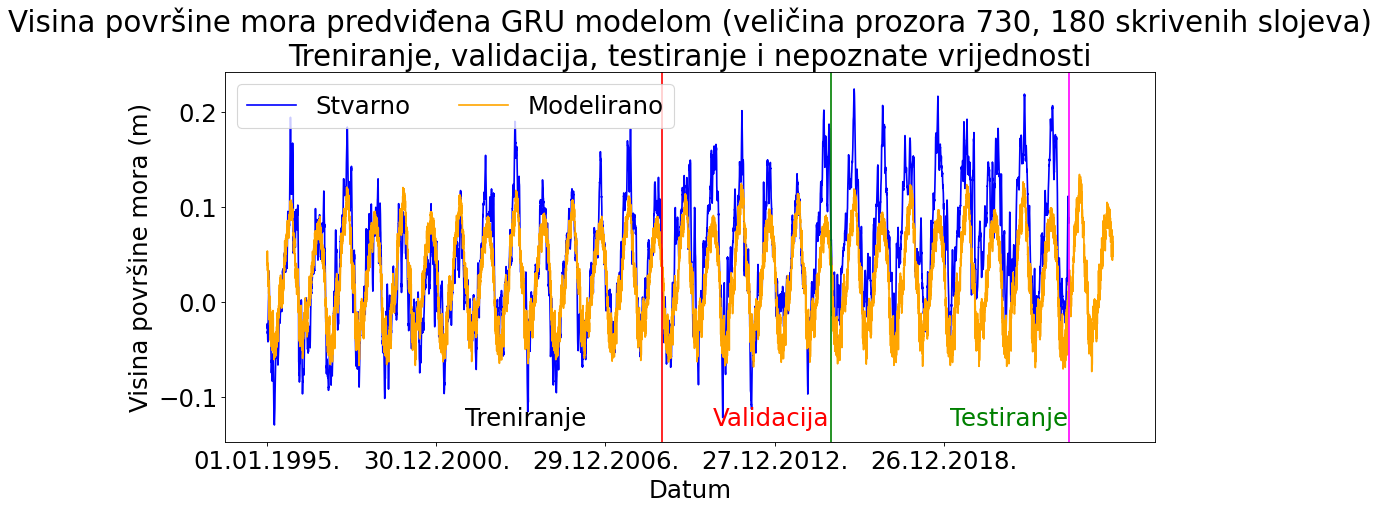 Visina površine mora predviđena GRU modelom (veličina prozora 730, 180 skrivenih slojeva)
Treniranje, validacija, testiranje i nepoznate vrijednosti
Stvarno Modelirano
Visina površine mora (m)
0.2
0.1
0.0
−0.1
Treniranje Validacija Testiranje
01.01.1995. 30.12.2000. 29.12.2006. 27.12.2012. 26.12.2018.
Datum